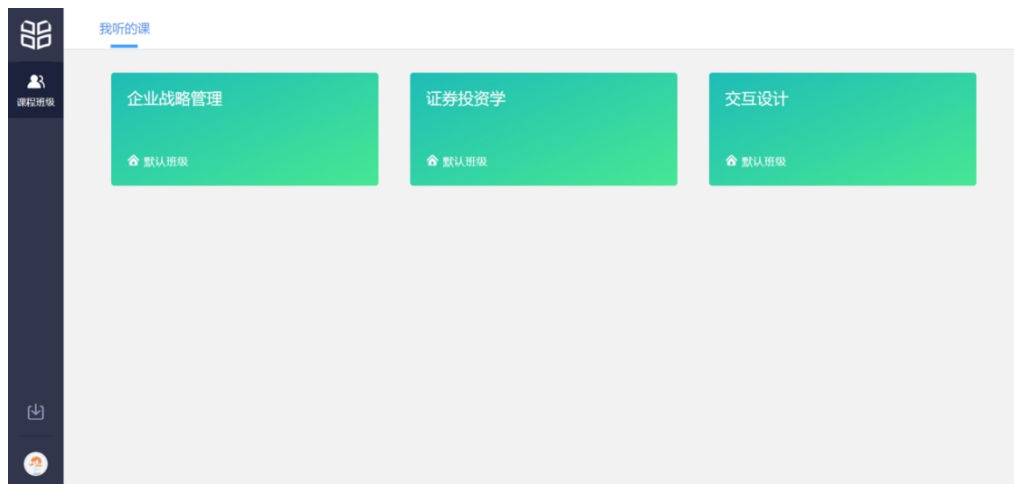 我听的课
课程班级
企业战略管理
默认班级
证券投资学
默认班级
交互设计
默认班级